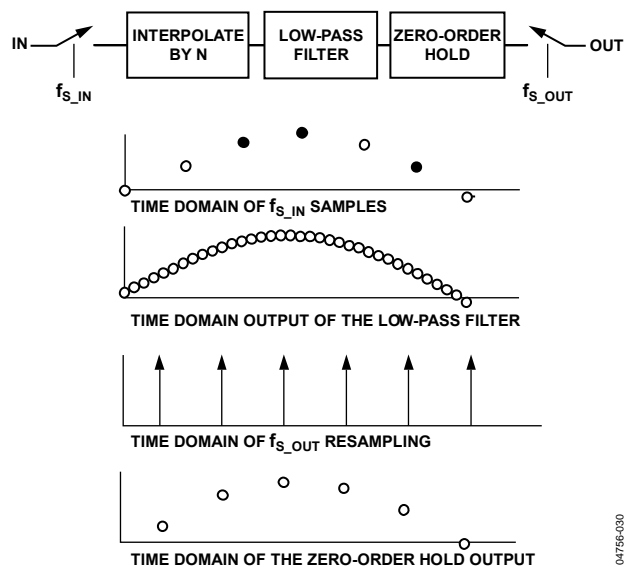 IN
INTERPOLATE
BY N
LOW-PASS
FILTER
ZERO-ORDER
HOLD
OUT
fS_IN
fS_OUT
TIME DOMAIN OF fS_IN SAMPLES
TIME DOMAIN OUTPUT OF THE LOW-PASS FILTER
TIME DOMAIN OF fS_OUT RESAMPLING
TIME DOMAIN OF THE ZERO-ORDER HOLD OUTPUT
04756-030